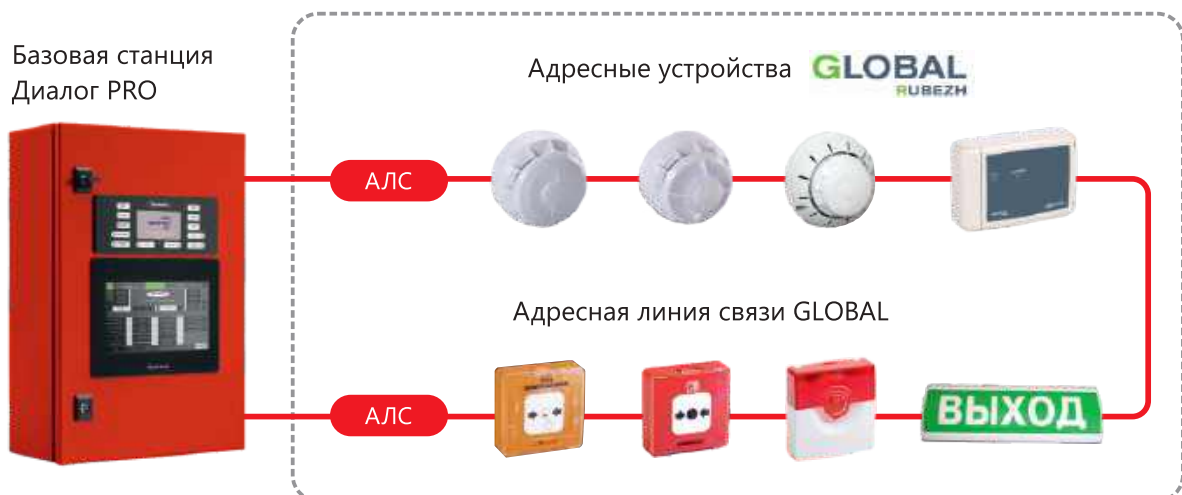 Базовая станция
Диалог PRO
Адресные устройства
GLOBAL
RUBEZH
АЛС
Адресная линия связи GLOBAL
АЛС
ВЫХОД